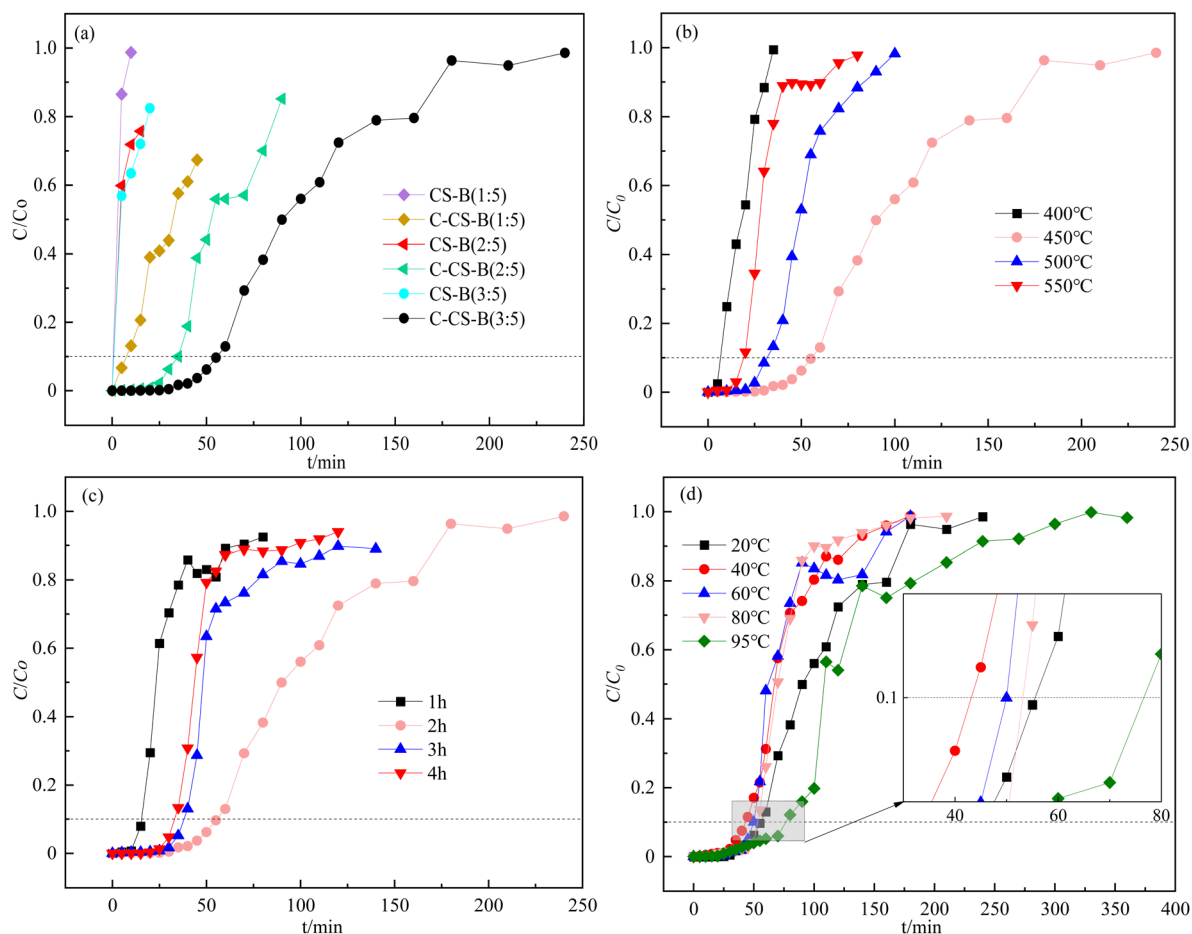 (a)
C/Co
1.0
0.8
0.6
0.4
0.2
0
0
50
100
150
200
250
t/min
CS-B(1:5)
C-CS-B(1:5)
CS-B(2:5)
C-CS-B(2:5)
CS-B(3:5)
C-CS-B(3:5)
(b)
C/C₀
1.0
0.8
0.6
0.4
0.2
0
0
50
100
150
200
250
t/min
400℃
450℃
500℃
550℃
(c)
C/Co
1.0
0.8
0.6
0.4
0.2
0
0
50
100
150
200
250
t/min
1h
2h
3h
4h
(d)
C/C₀
1.0
0.8
0.6
0.4
0.2
0
0
50
100
150
200
250
300
350
400
t/min
20℃
40℃
60℃
80℃
95℃
0.1
40
60
80